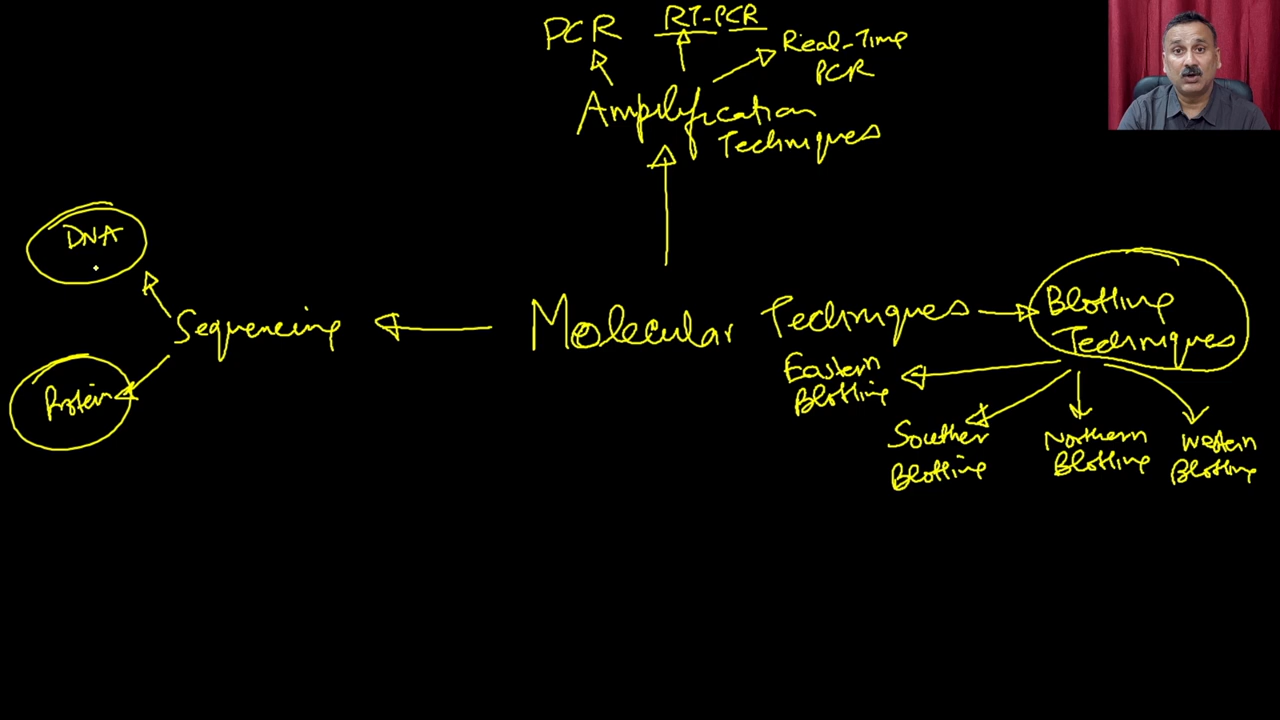 PCR
RT-PCR
Real-Time
PCR
Amplification
Techniques
DNA
Sequencing
Protein
Molecular Techniques
Blotting
Techniques
Eastern
Blotting
Souther
Blotting
Northern
Blotting
Western
Blotting